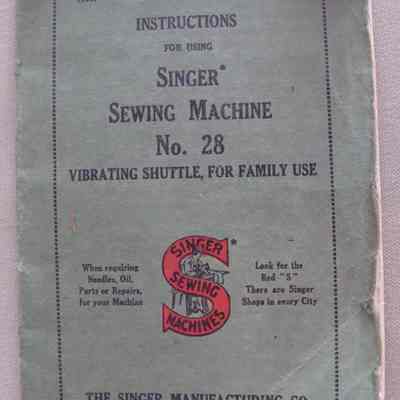 INSTRUCTIONS
FOR USING
SINGER*
SEWING MACHINE
No. 28
VIBRATING SHUTTLE, FOR FAMILY USE
When requiring
Needles, Oil,
Parts or Repairs,
for your Machine
SINGER
SEWING
MACHINES
*
Look for the
Red "S"
There are Singer
Shops in every City
THE SINGER MANUFACTURING CO.